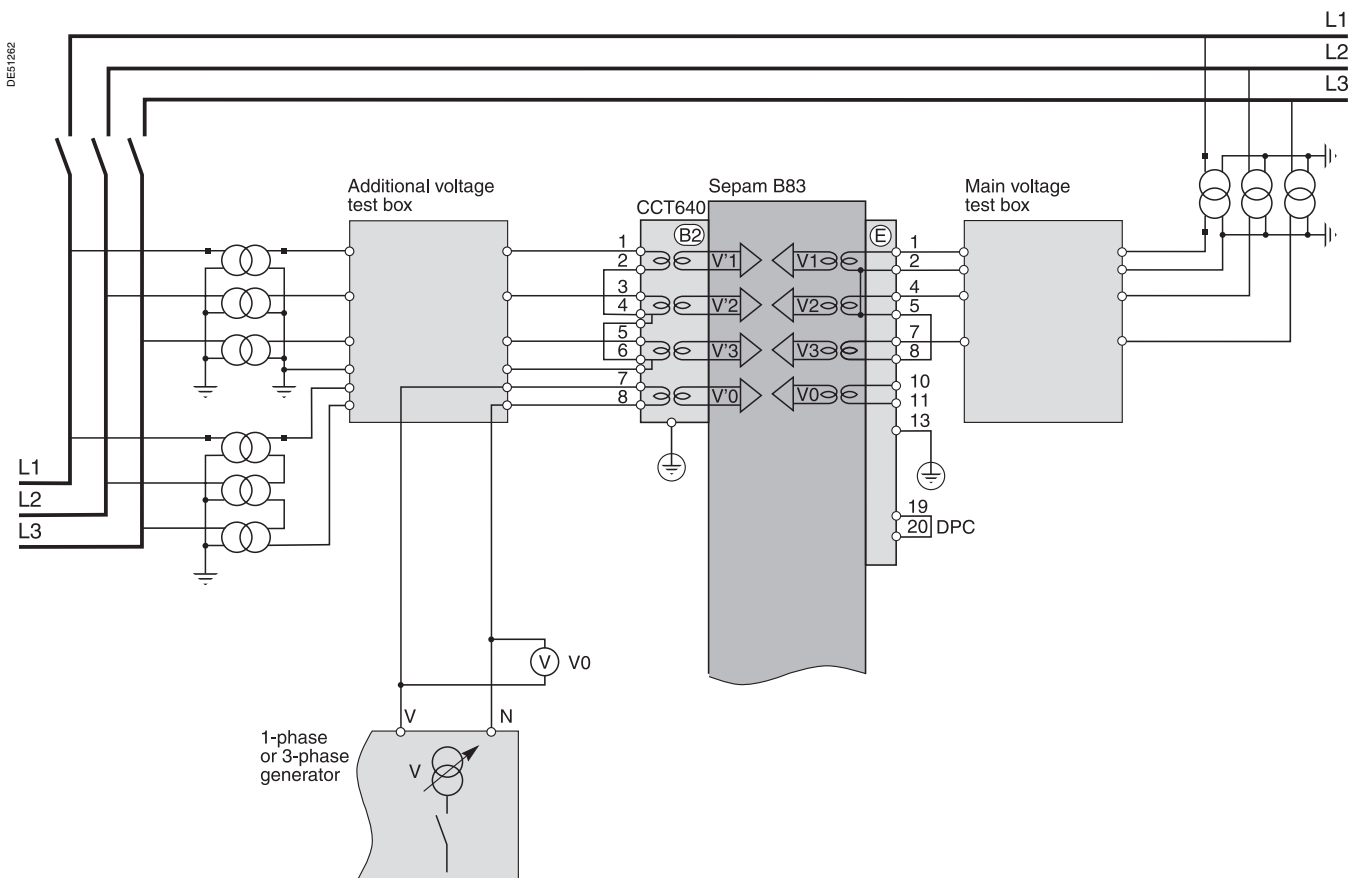 DE51262
L1
L2
L3
Additional voltage
test box
CCT640
B2
Sepam B83
E
Main voltage
test box
1
2
3
4
5
6
7
8
V'1
V'2
V'3
V'0
V1
V2
V3
V0
1
2
4
5
7
8
10
11
13
19
20
DPC
L1
L2
L3
V
V0
V
N
1-phase
or 3-phase
generator
V